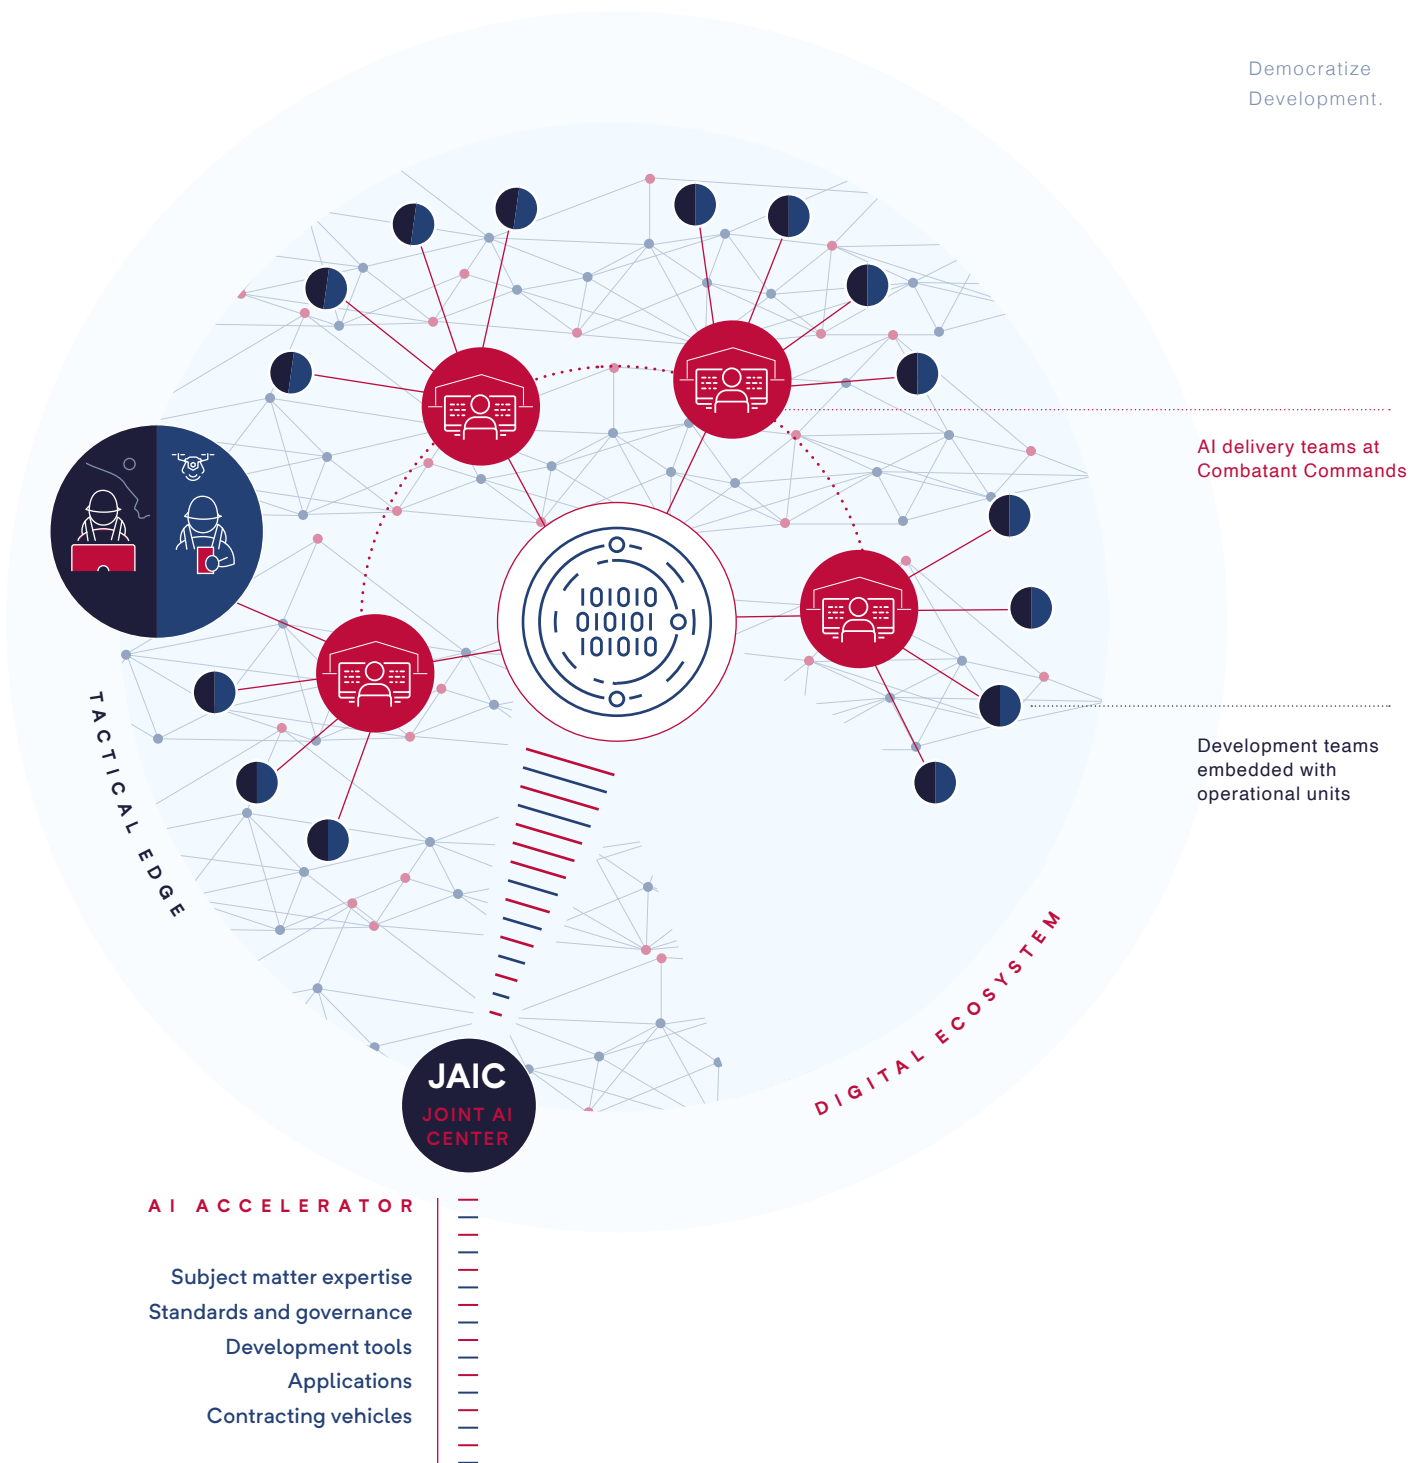 Democratize
Development.
AI delivery teams at
Combatant Commands
101010
010101
101010
Development teams
embedded with
operational units
TACTICAL EDGE
DIGITAL ECOSYSTEM
JAIC
JOINT AI
CENTER
AI ACCELERATOR
Subject matter expertise
Standards and governance
Development tools
Applications
Contracting vehicles